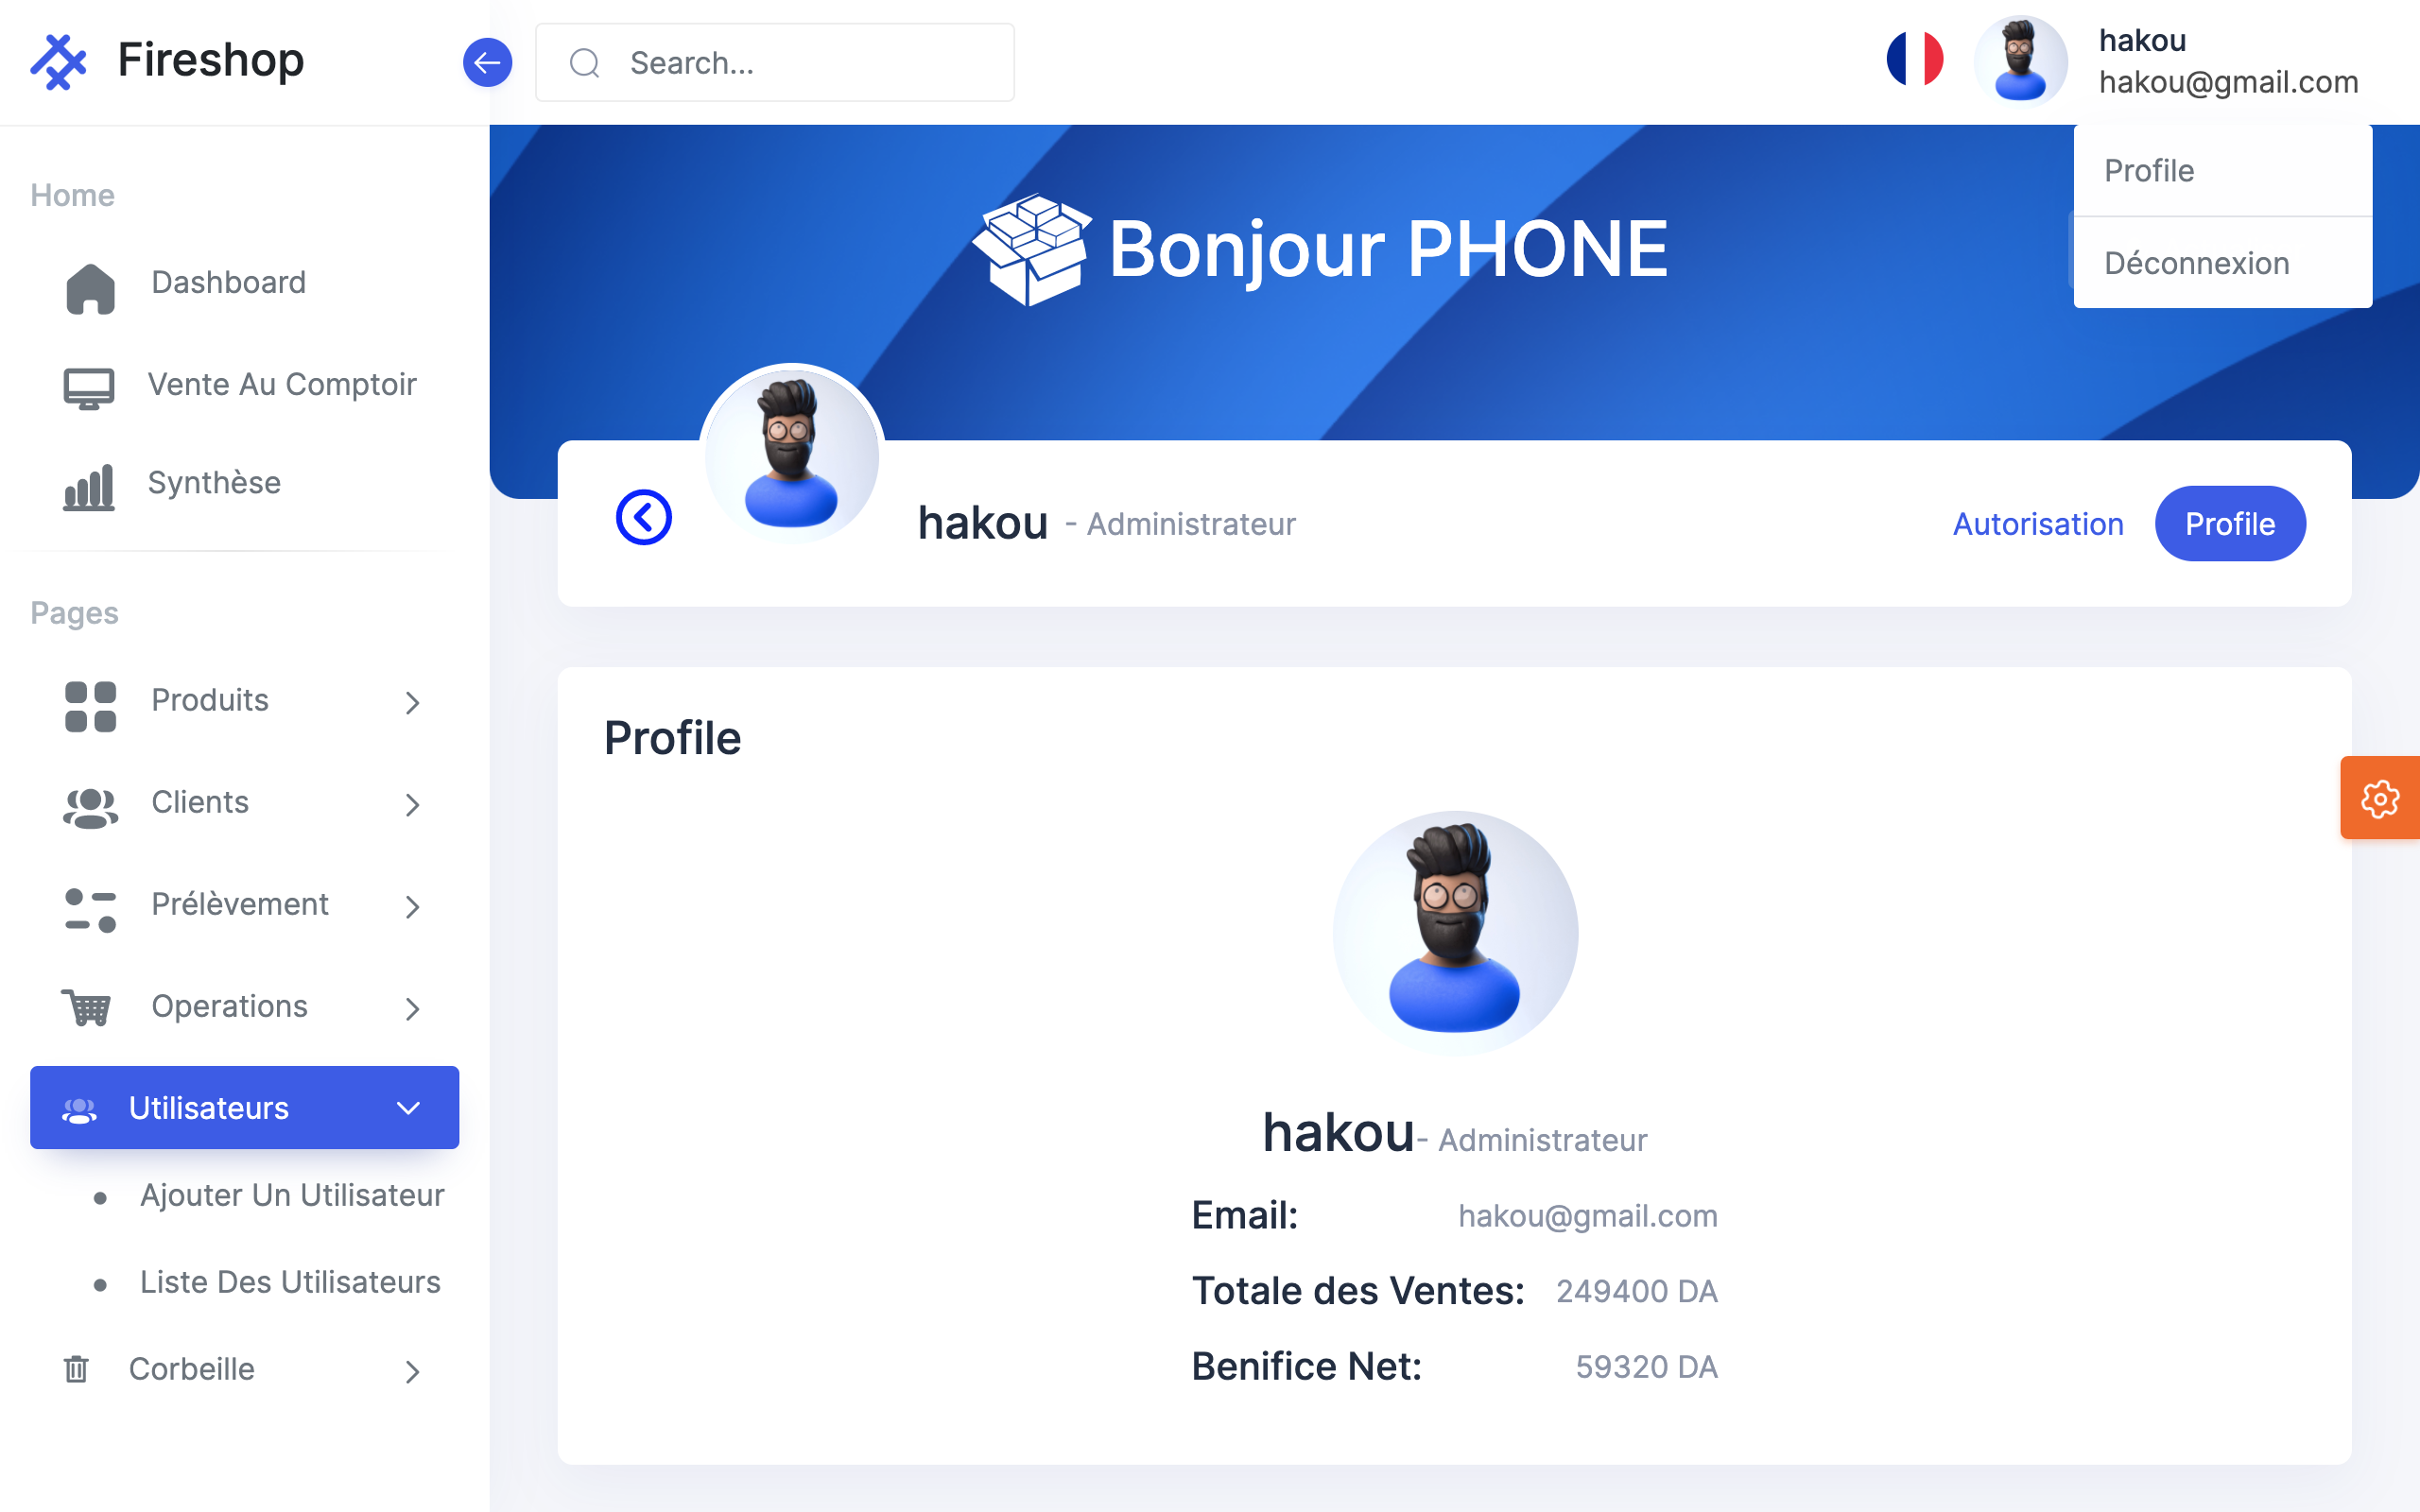 Fireshop
Search...
hakou
hakou@gmail.com
Profile
Déconnexion
Home
Dashboard
Vente Au Comptoir
Synthèse
Pages
Produits
Clients
Prélèvement
Operations
Utilisateurs
Ajouter Un Utilisateur
Liste Des Utilisateurs
Corbeille
Bonjour PHONE
hakou - Administrateur
Autorisation
Profile
Profile
hakou- Administrateur
Email: hakou@gmail.com
Totale des Ventes: 249400 DA
Benifice Net: 59320 DA